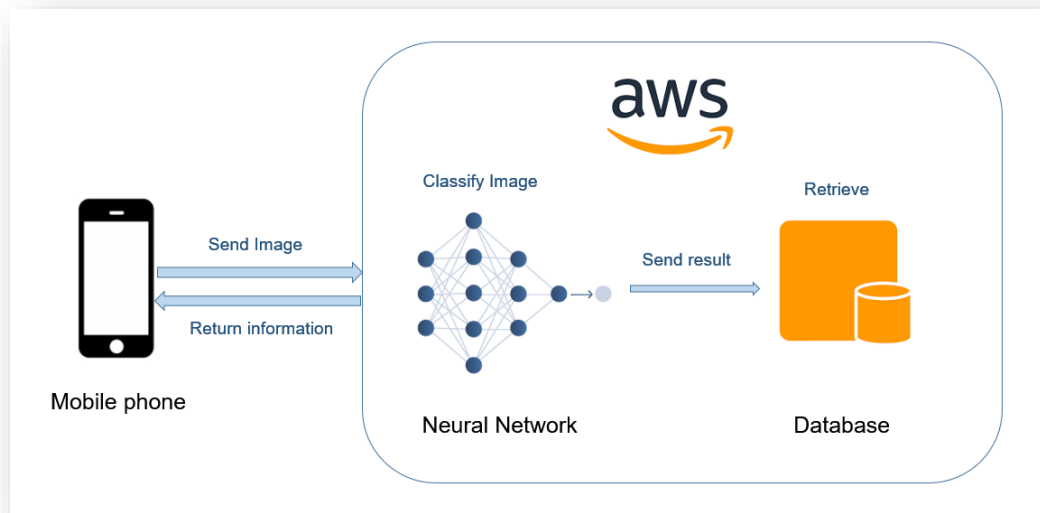 aws
Classify Image
Retrieve
Send Image
Send result
Return information
Mobile phone
Neural Network
Database